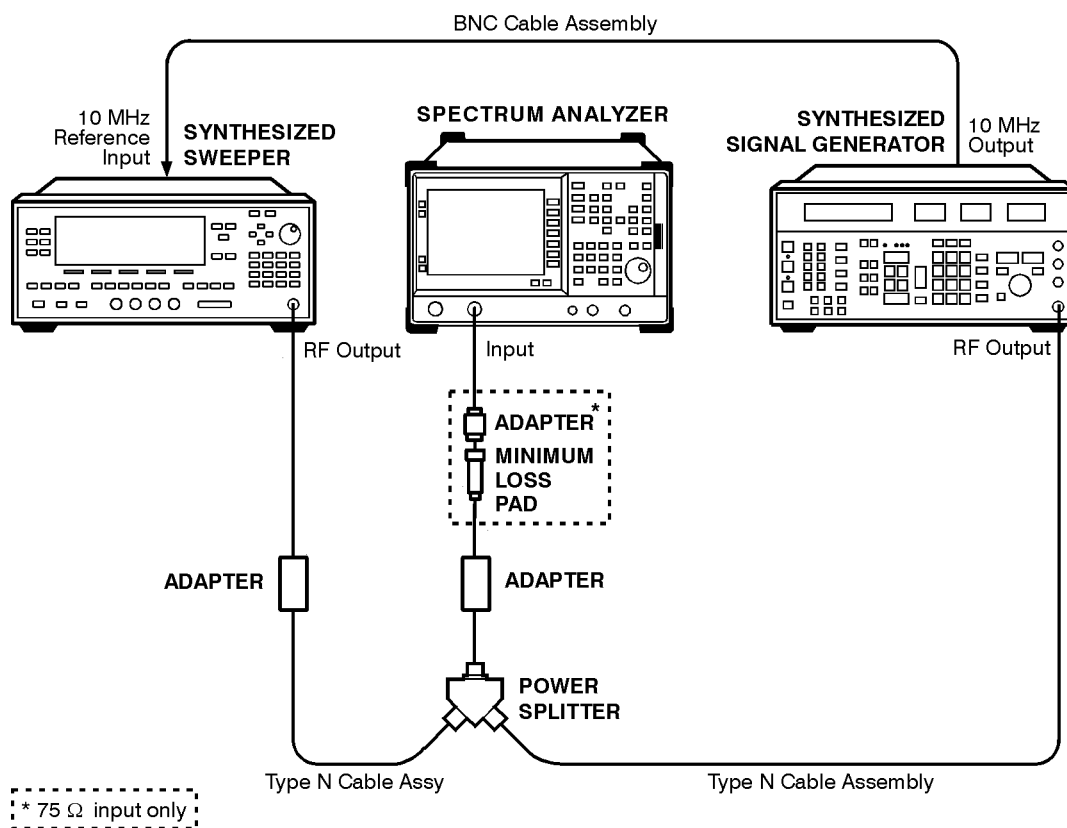 BNC Cable Assembly
10 MHz
Reference
Input
SYNTHESIZED
SWEEPER
SPECTRUM ANALYZER
SYNTHESIZED
SIGNAL GENERATOR
10 MHz
Output
RF Output
Input
RF Output
ADAPTER*
MINIMUM
LOSS
PAD
ADAPTER
ADAPTER
POWER
SPLITTER
Type N Cable Assy
Type N Cable Assembly
* 75 Ω input only